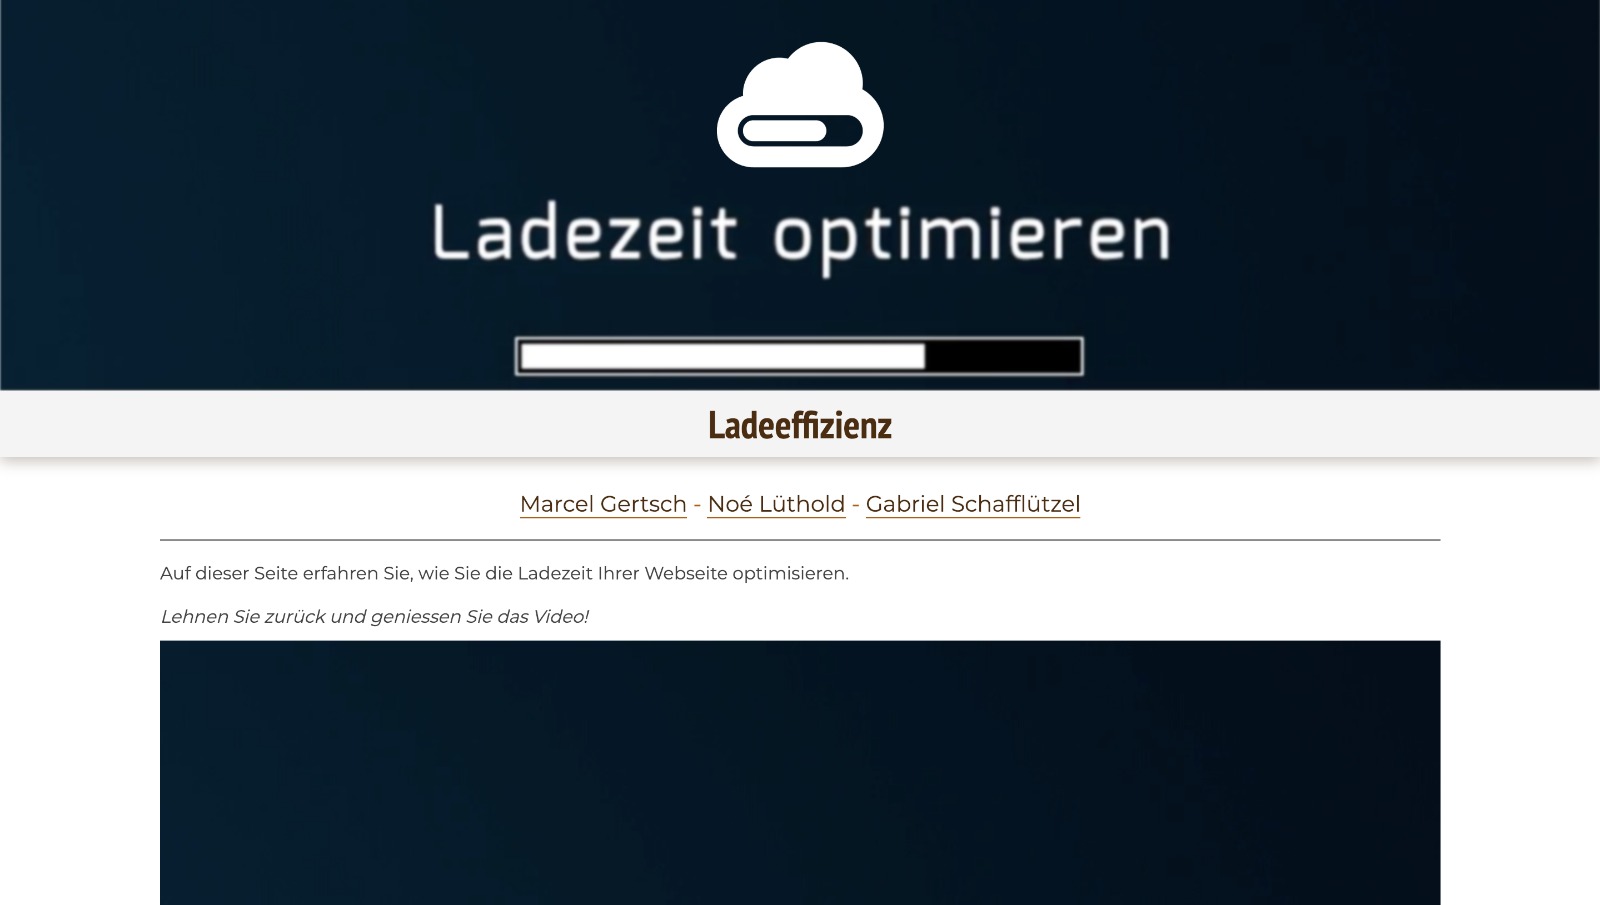 Ladezeit optimieren
Ladeeffizienz
Marcel Gertsch - Noé Lüthold - Gabriel Schafflützel
Auf dieser Seite erfahren Sie, wie Sie die Ladezeit Ihrer Webseite optimisieren.
Lehnen Sie zurück und geniessen Sie das Video!